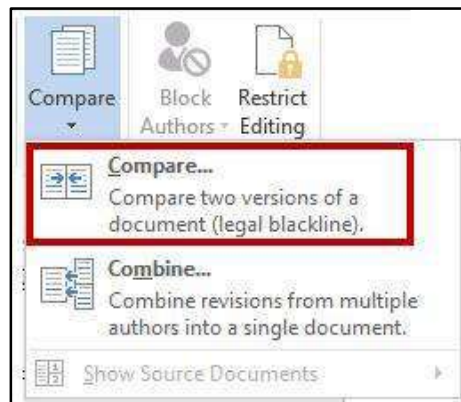 Compare
Block
Authors
Restrict
Editing
Compare...
Compare two versions of a
document (legal blackline).
Combine...
Combine revisions from multiple
authors into a single document.
Show Source Documents